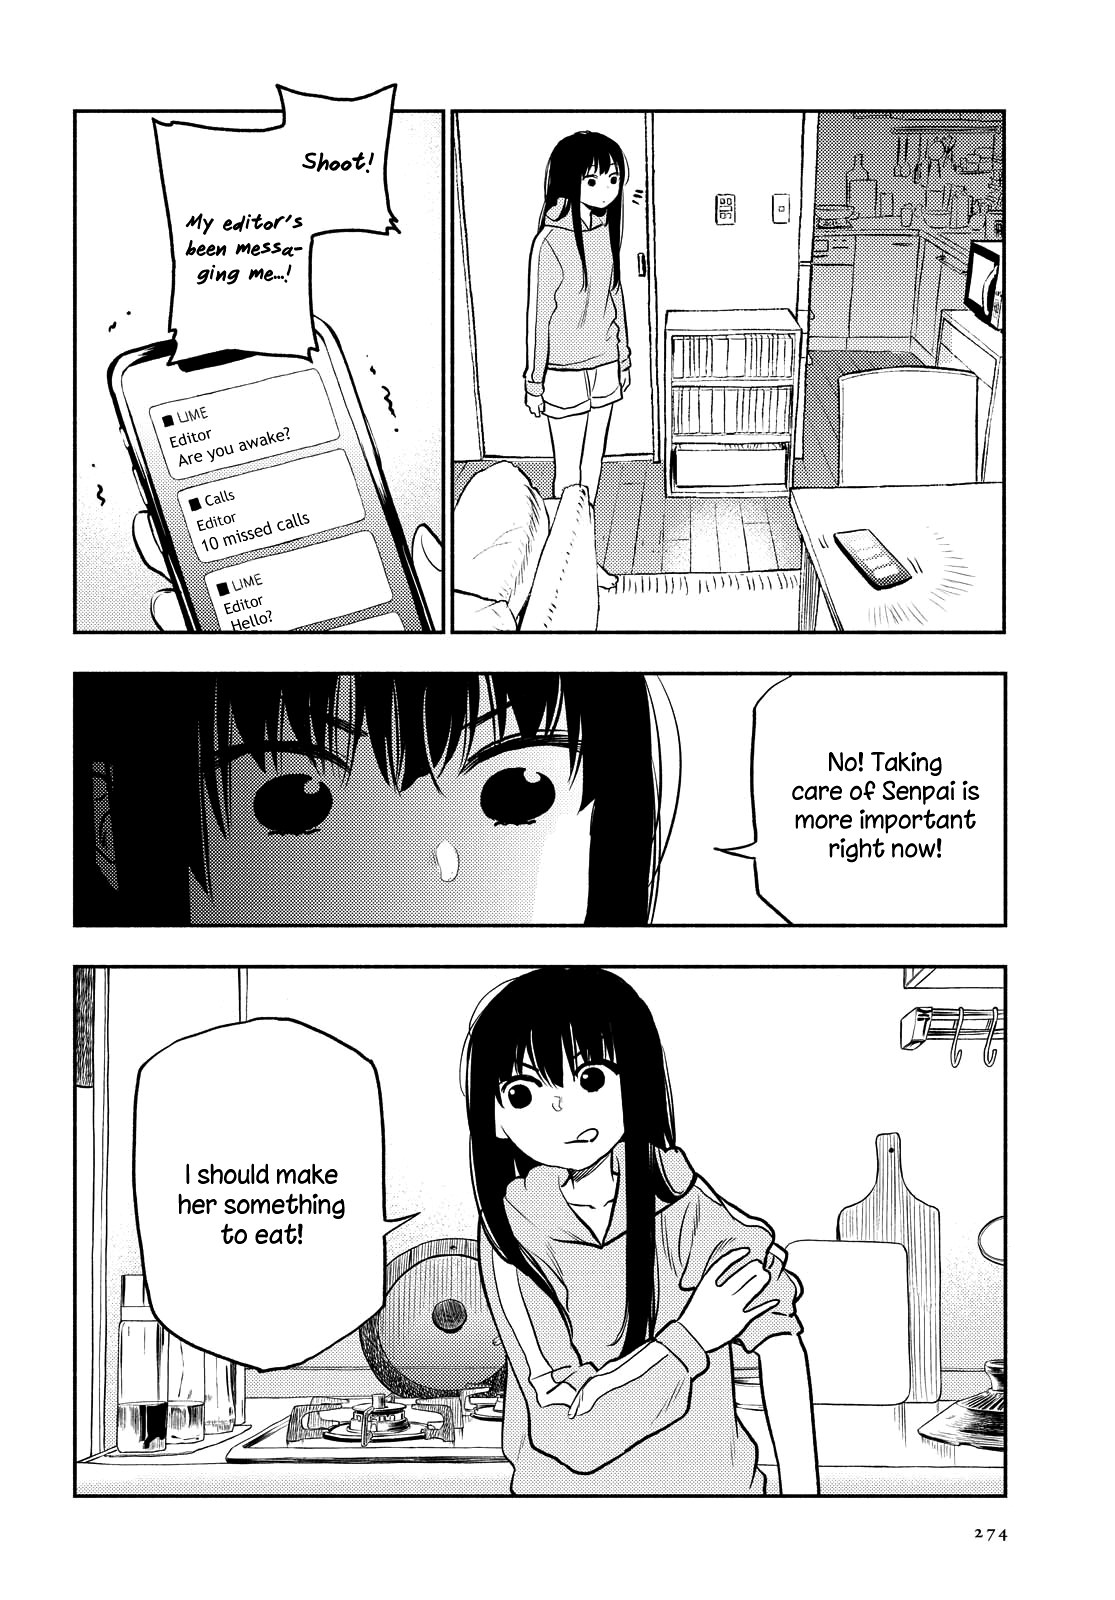 Shoot!
My editor's
been messa-
ging me...!
LIME
Editor
Are you awake?
Calls
Editor
10 missed calls
LIME
Editor
Hello?
No! Taking
care of Senpai is
more important
right now!
I should make
her something
to eat!
274